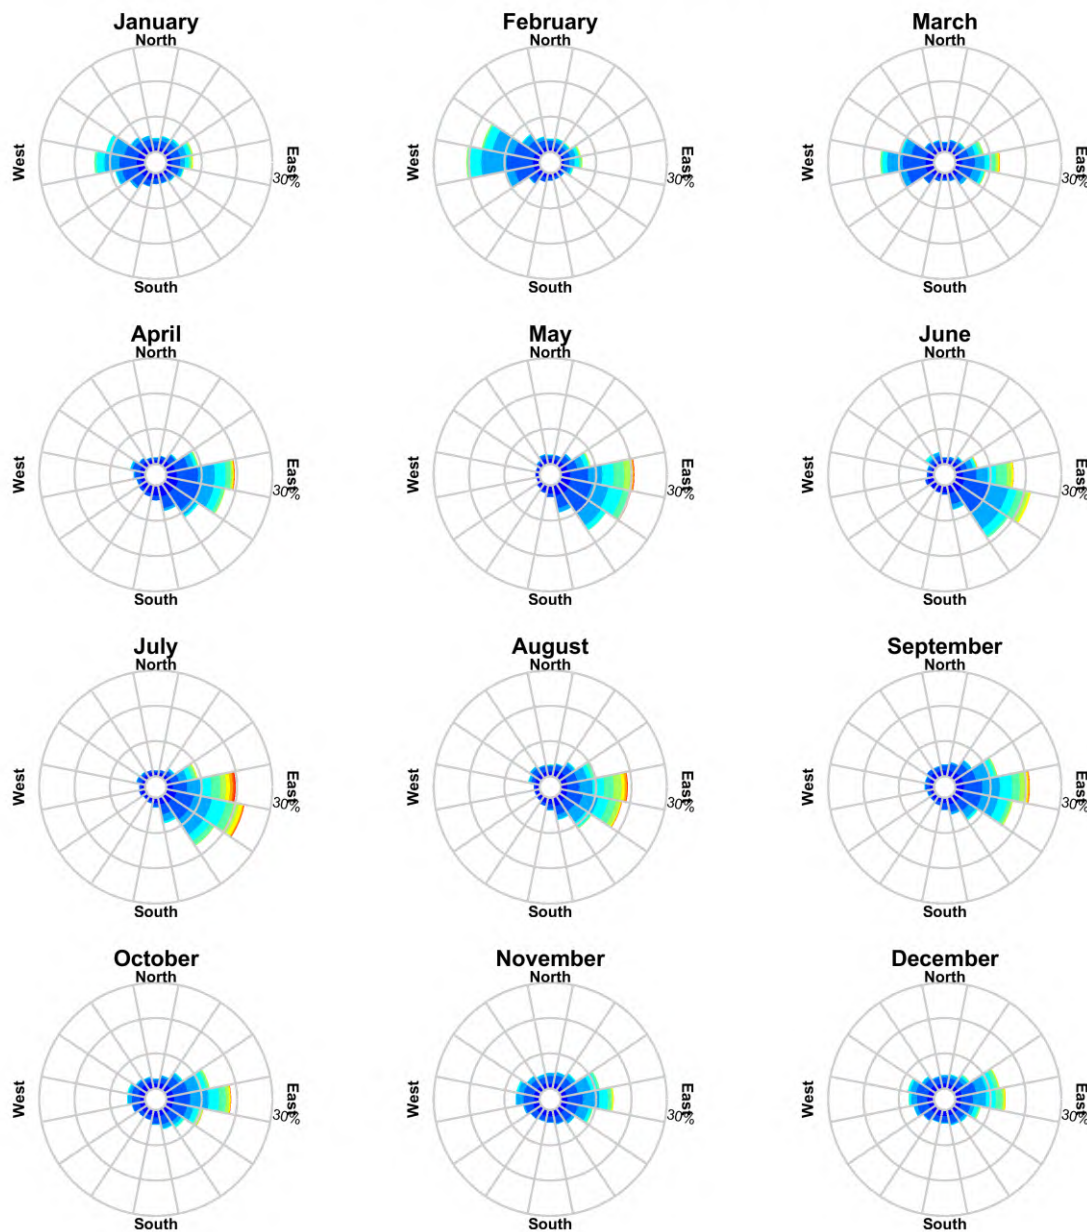 January
North
West
East
30%
South
February
North
West
East
30%
South
March
North
West
East
30%
South
April
North
West
East
30%
South
May
North
West
East
30%
South
June
North
West
East
30%
South
July
North
West
East
30%
South
August
North
West
East
30%
South
September
North
West
East
30%
South
October
North
West
East
30%
South
November
North
West
East
30%
South
December
North
West
East
30%
South